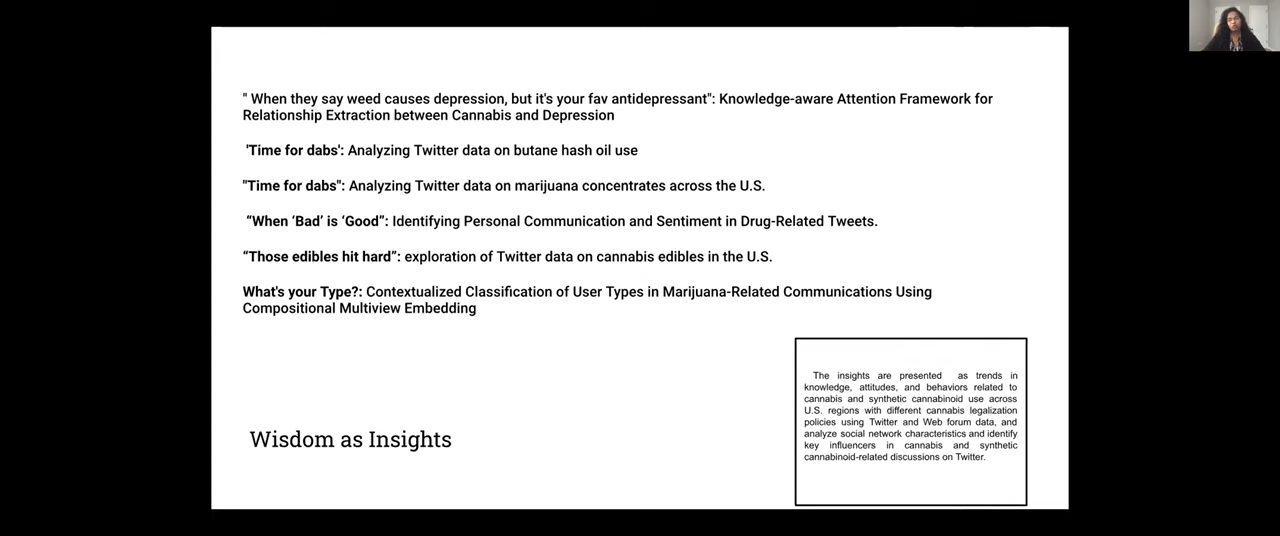 " When they say weed causes depression, but it's your fav antidepressant": Knowledge-aware Attention Framework for
Relationship Extraction between Cannabis and Depression
'Time for dabs': Analyzing Twitter data on butane hash oil use
"Time for dabs": Analyzing Twitter data on marijuana concentrates across the U.S.
“When ‘Bad’ is ‘Good”: Identifying Personal Communication and Sentiment in Drug-Related Tweets.
“Those edibles hit hard”: exploration of Twitter data on cannabis edibles in the U.S.
What's your Type?: Contextualized Classification of User Types in Marijuana-Related Communications Using
Compositional Multiview Embedding
Wisdom as Insights
The insights are presented as trends in
knowledge, attitudes, and behaviors related to
cannabis and synthetic cannabinoid use across
U.S. regions with different cannabis legalization
policies using Twitter and Web forum data, and
analyze social network characteristics and identify
key influencers in cannabis and synthetic
cannabinoid-related discussions on Twitter.